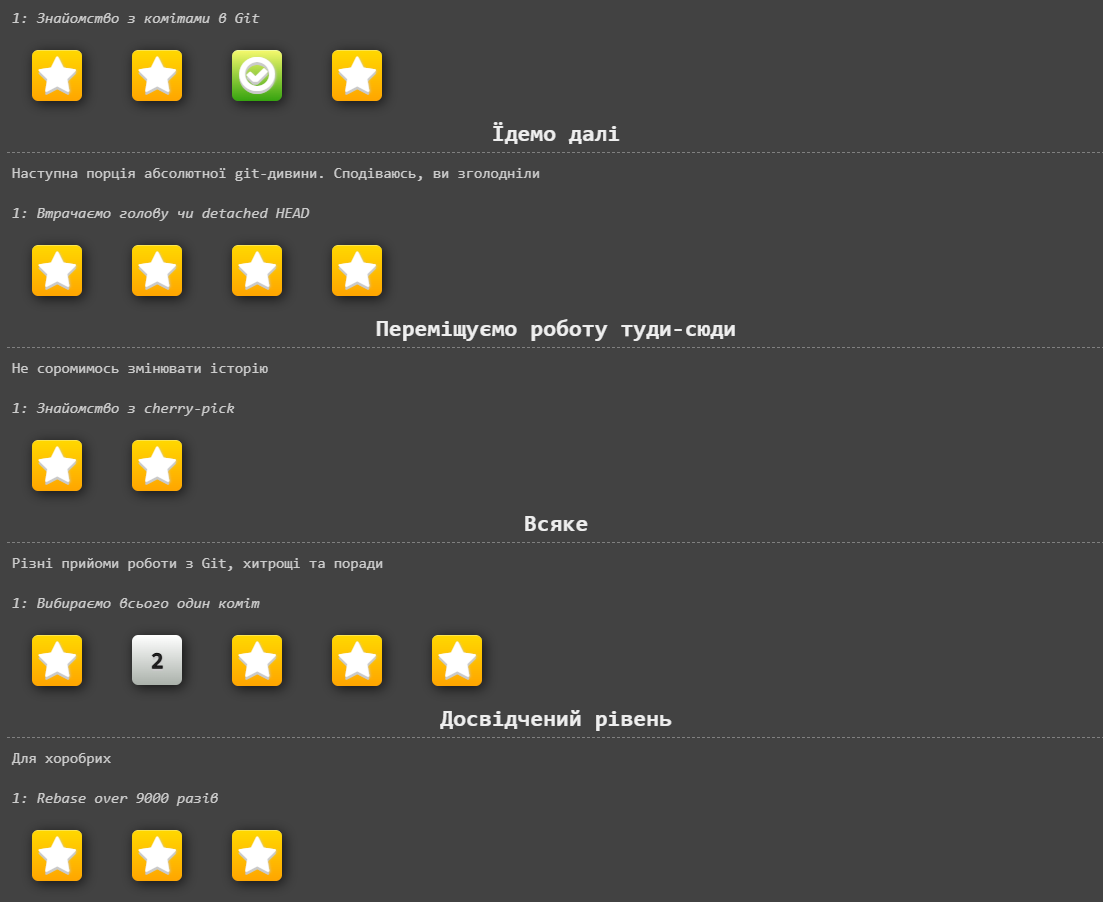 1: Знайомство з комітами в Git
Їдемо далі
Наступна порція абсолютної git-дивини. Сподіваюсь, ви зголодніли
1: Втрачаємо голову чи detached HEAD
Переміщуємо роботу туди-сюди
Не соромимось змінювати історію
1: Знайомство з cherry-pick
Всяке
Різні прийоми роботи з Git, хитрощі та поради
1: Вибираємо всього один коміт
2
Досвідчений рівень
Для хоробрих
1: Rebase over 9000 разів